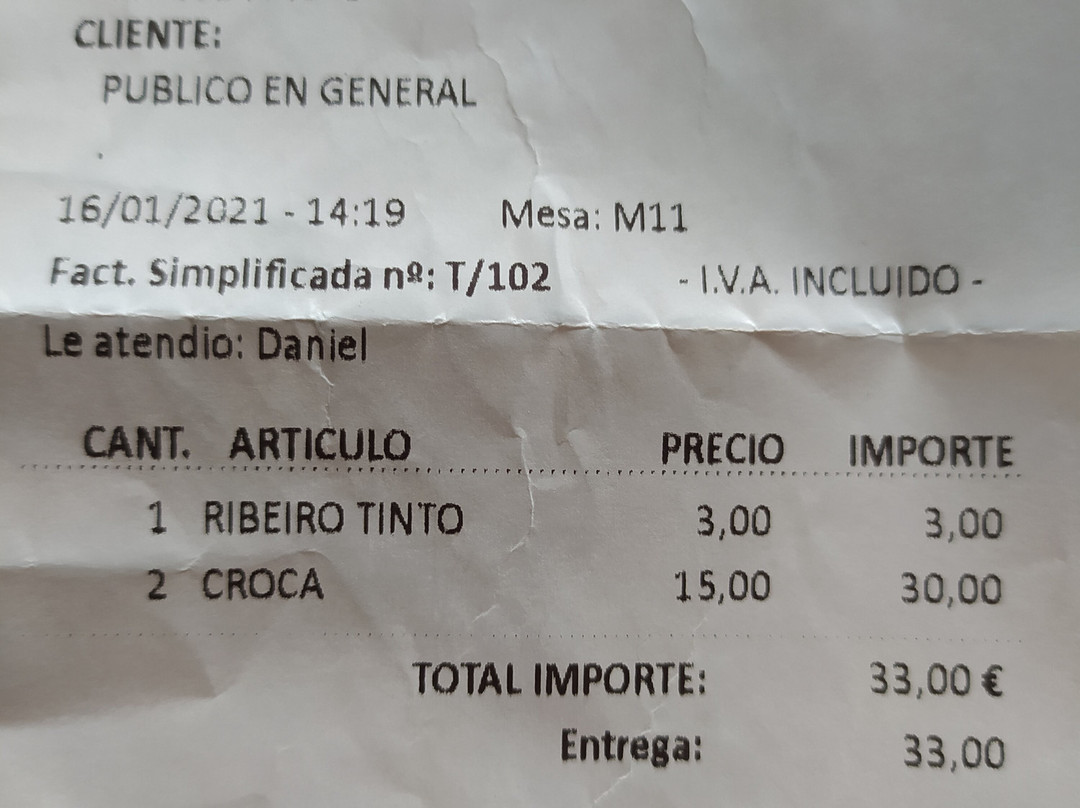 CLIENTE:
PUBLICO EN GENERAL
16/01/2021 - 14:19 Mesa: M11
Fact. Simplificada nº: T/102 - I.V.A. INCLUIDO -
Le atendio: Daniel
CANT. ARTICULO PRECIO IMPORTE
1 RIBEIRO TINTO 3,00 3,00
2 CROCA 15,00 30,00
TOTAL IMPORTE: 33,00 €
Entrega: 33,00